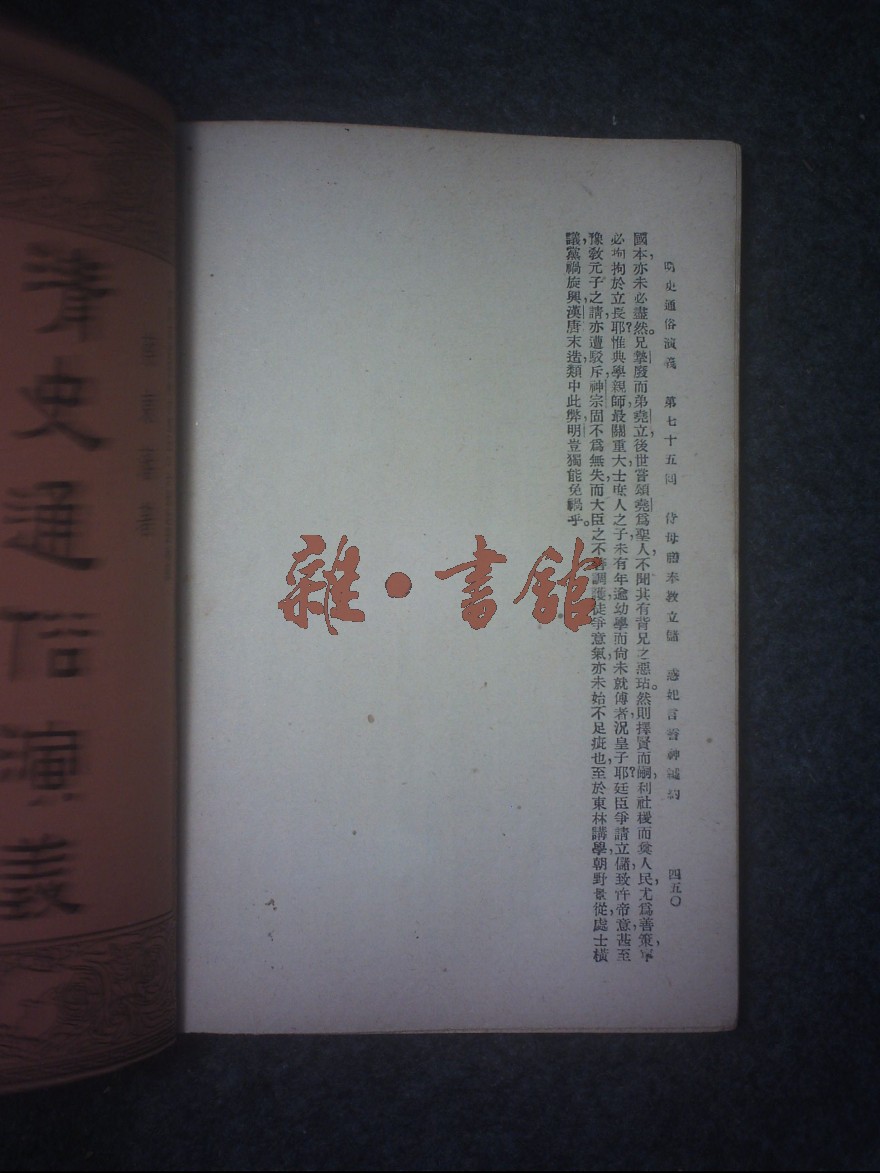 明史通俗演義　第七十五回　侍母膳奉教立儲　惑妃言誓神緘約　四五〇
國本，亦未必盡然。兄摯廢而弟堯立，後世嘗頌堯為聖人，不聞其有背兄之惡玷。然則擇賢而嗣，利社稷而奠人民，尤為善策，寧
必拘拘於立長耶？惟典學親師，最關重大，士庶人之子，未有年逾幼學，而尚未就傅者，況皇子耶？廷臣爭請立儲，致忤帝意，甚至
豫教元子之請，亦遭駁斥，神宗固不為無失，而大臣之不善調護，徒爭意氣，亦未始不足疵也。至於東林講學，朝野景從，處士橫
議，黨禍旋興，漢唐末造，類中此弊，明豈獨能免禍乎。
雜·書館
清史通俗演義